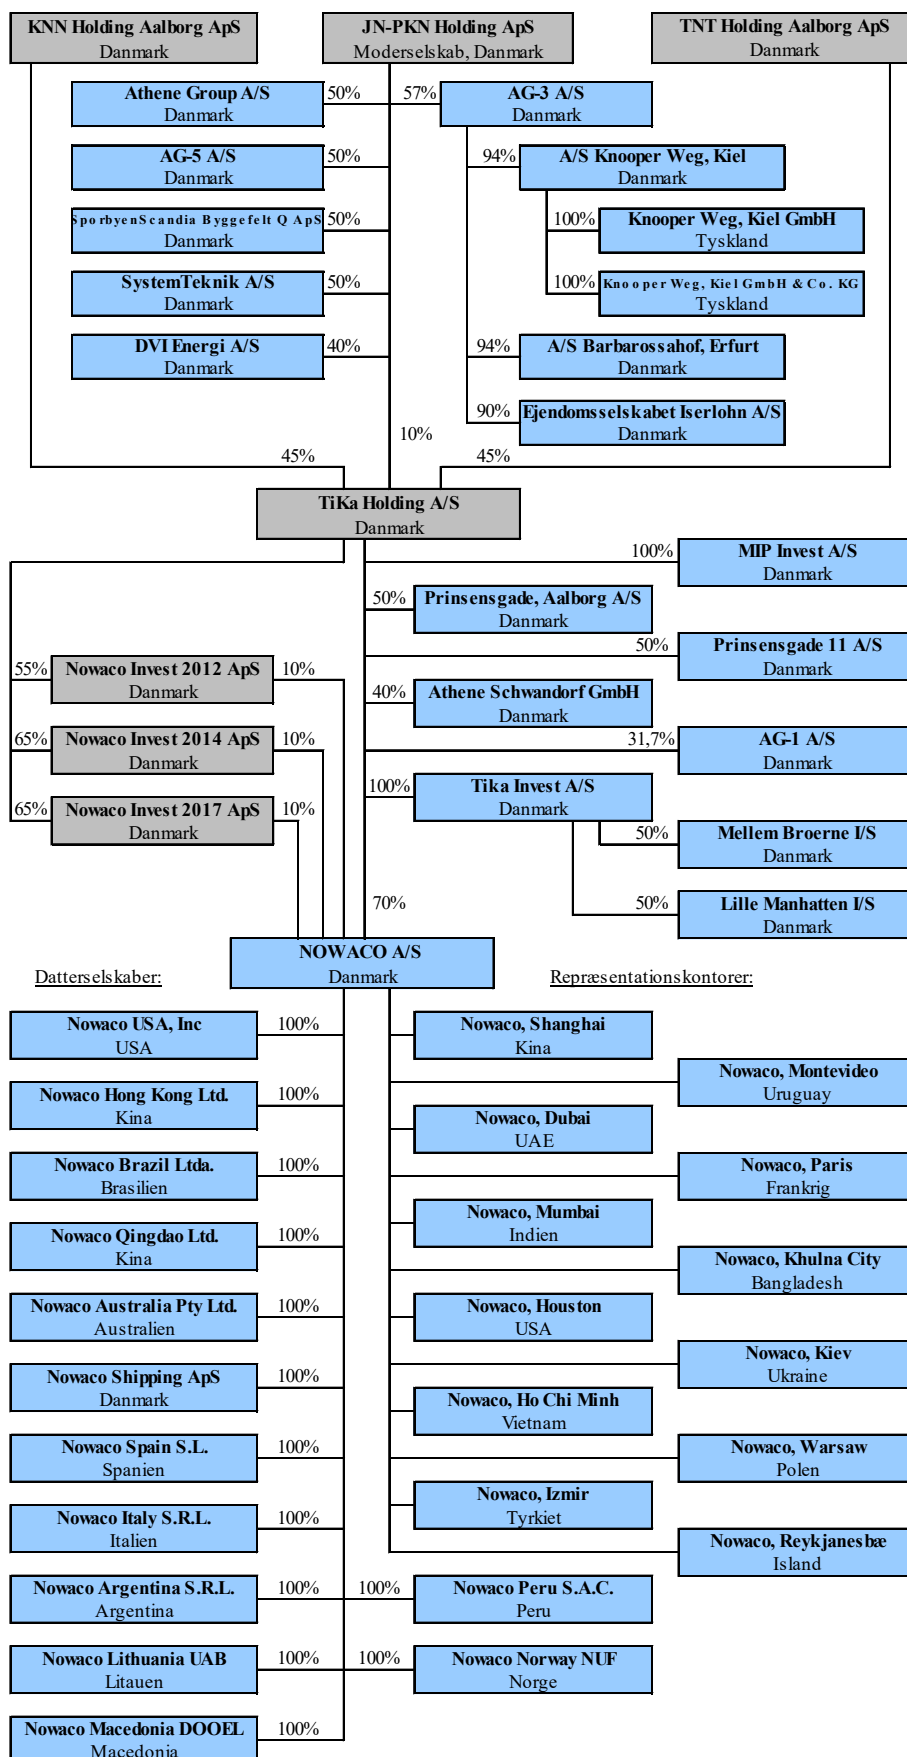 KNN Holding Aalborg ApS
Danmark
JN-PKN Holding ApS
Moderselskab, Danmark
TNT Holding Aalborg ApS
Danmark
Athene Group A/S
Danmark
50%
57%
AG-3 A/S
Danmark
AG-5 A/S
Danmark
50%
94%
A/S Knooper Weg, Kiel
Danmark
SporbyenScandia Byggefelt Q ApS
Danmark
50%
100%
Knooper Weg, Kiel GmbH
Tyskland
SystemTeknik A/S
Danmark
50%
100%
Knooper Weg, Kiel GmbH & Co. KG
Tyskland
DVI Energi A/S
Danmark
40%
94%
A/S Barbarossahof, Erfurt
Danmark
90%
Ejendomsselskabet Iserlohn A/S
Danmark
10%
45%
45%
TiKa Holding A/S
Danmark
100%
MIP Invest A/S
Danmark
50%
Prinsensgade, Aalborg A/S
Danmark
50%
Prinsensgade 11 A/S
Danmark
55%
Nowaco Invest 2012 ApS
Danmark
10%
40%
Athene Schwandorf GmbH
Danmark
65%
Nowaco Invest 2014 ApS
Danmark
10%
31,7%
AG-1 A/S
Danmark
100%
Tika Invest A/S
Danmark
65%
Nowaco Invest 2017 ApS
Danmark
10%
50%
Mellem Broerne I/S
Danmark
70%
50%
Lille Manhatten I/S
Danmark
NOWACO A/S
Danmark
Datterselskaber:
Repræsentationskontorer:
Nowaco USA, Inc
USA
100%
Nowaco, Shanghai
Kina
Nowaco, Montevideo
Uruguay
Nowaco Hong Kong Ltd.
Kina
100%
Nowaco, Dubai
UAE
Nowaco Brazil Ltda.
Brasilien
100%
Nowaco, Paris
Frankrig
Nowaco, Mumbai
Indien
Nowaco Qingdao Ltd.
Kina
100%
Nowaco, Khulna City
Bangladesh
Nowaco Australia Pty Ltd.
Australien
100%
Nowaco, Houston
USA
Nowaco, Kiev
Ukraine
Nowaco Shipping ApS
Danmark
100%
Nowaco, Ho Chi Minh
Vietnam
Nowaco Spain S.L.
Spanien
100%
Nowaco, Warsaw
Polen
Nowaco, Izmir
Tyrkiet
Nowaco Italy S.R.L.
Italien
100%
Nowaco, Reykjanesbæ
Island
Nowaco Argentina S.R.L.
Argentina
100%
100%
Nowaco Peru S.A.C.
Peru
Nowaco Lithuania UAB
Litauen
100%
100%
Nowaco Norway NUF
Norge
Nowaco Macedonia DOOEL
Macedonia
100%